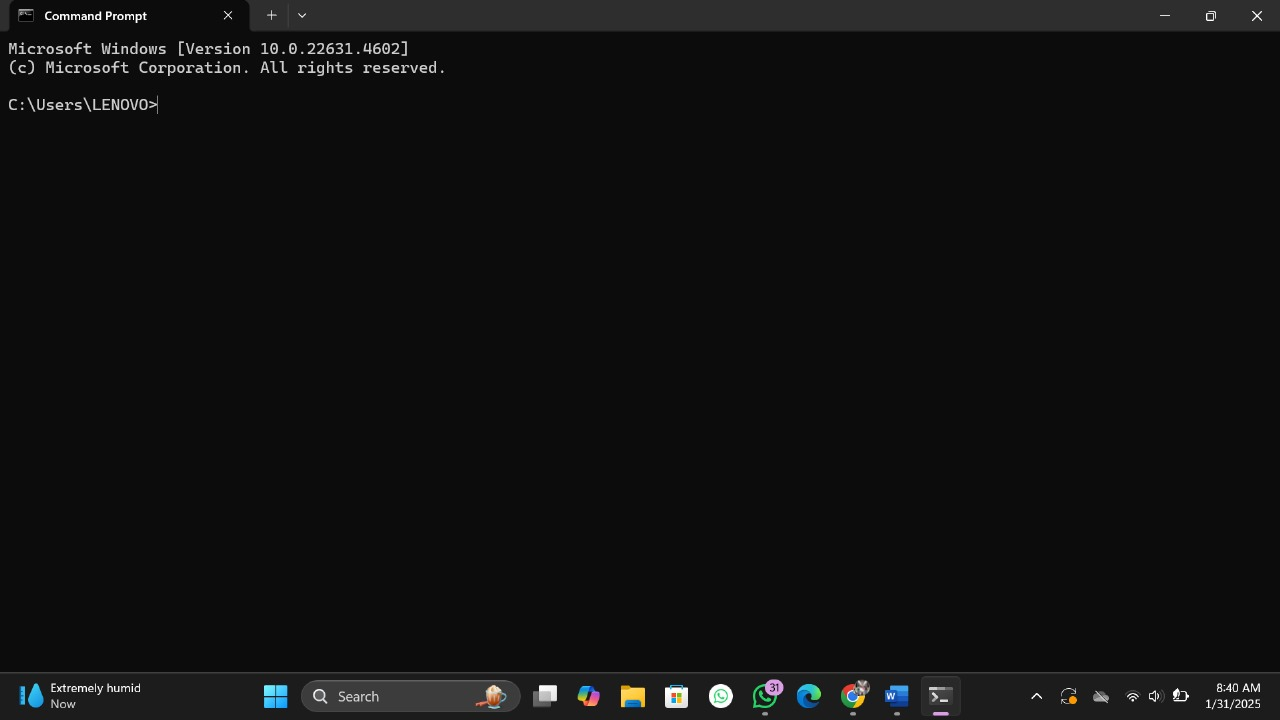 Command Prompt
Microsoft Windows [Version 10.0.22631.4602]
(c) Microsoft Corporation. All rights reserved.
C:\Users\LENOVO>
Extremely humid
Now
Search
31
W
8:40 AM
1/31/2025